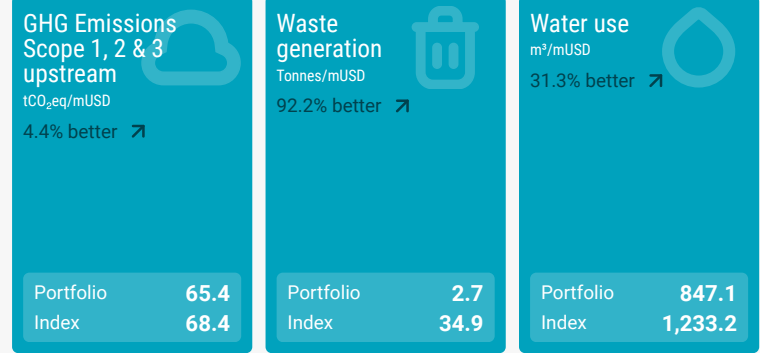 GHG Emissions
Scope 1, 2 & 3
upstream
tCO₂eq/mUSD
4.4% better
Portfolio 65.4
Index 68.4
Waste
generation
Tonnes/mUSD
92.2% better
Portfolio 2.7
Index 34.9
Water use
m³/mUSD
31.3% better
Portfolio 847.1
Index 1,233.2